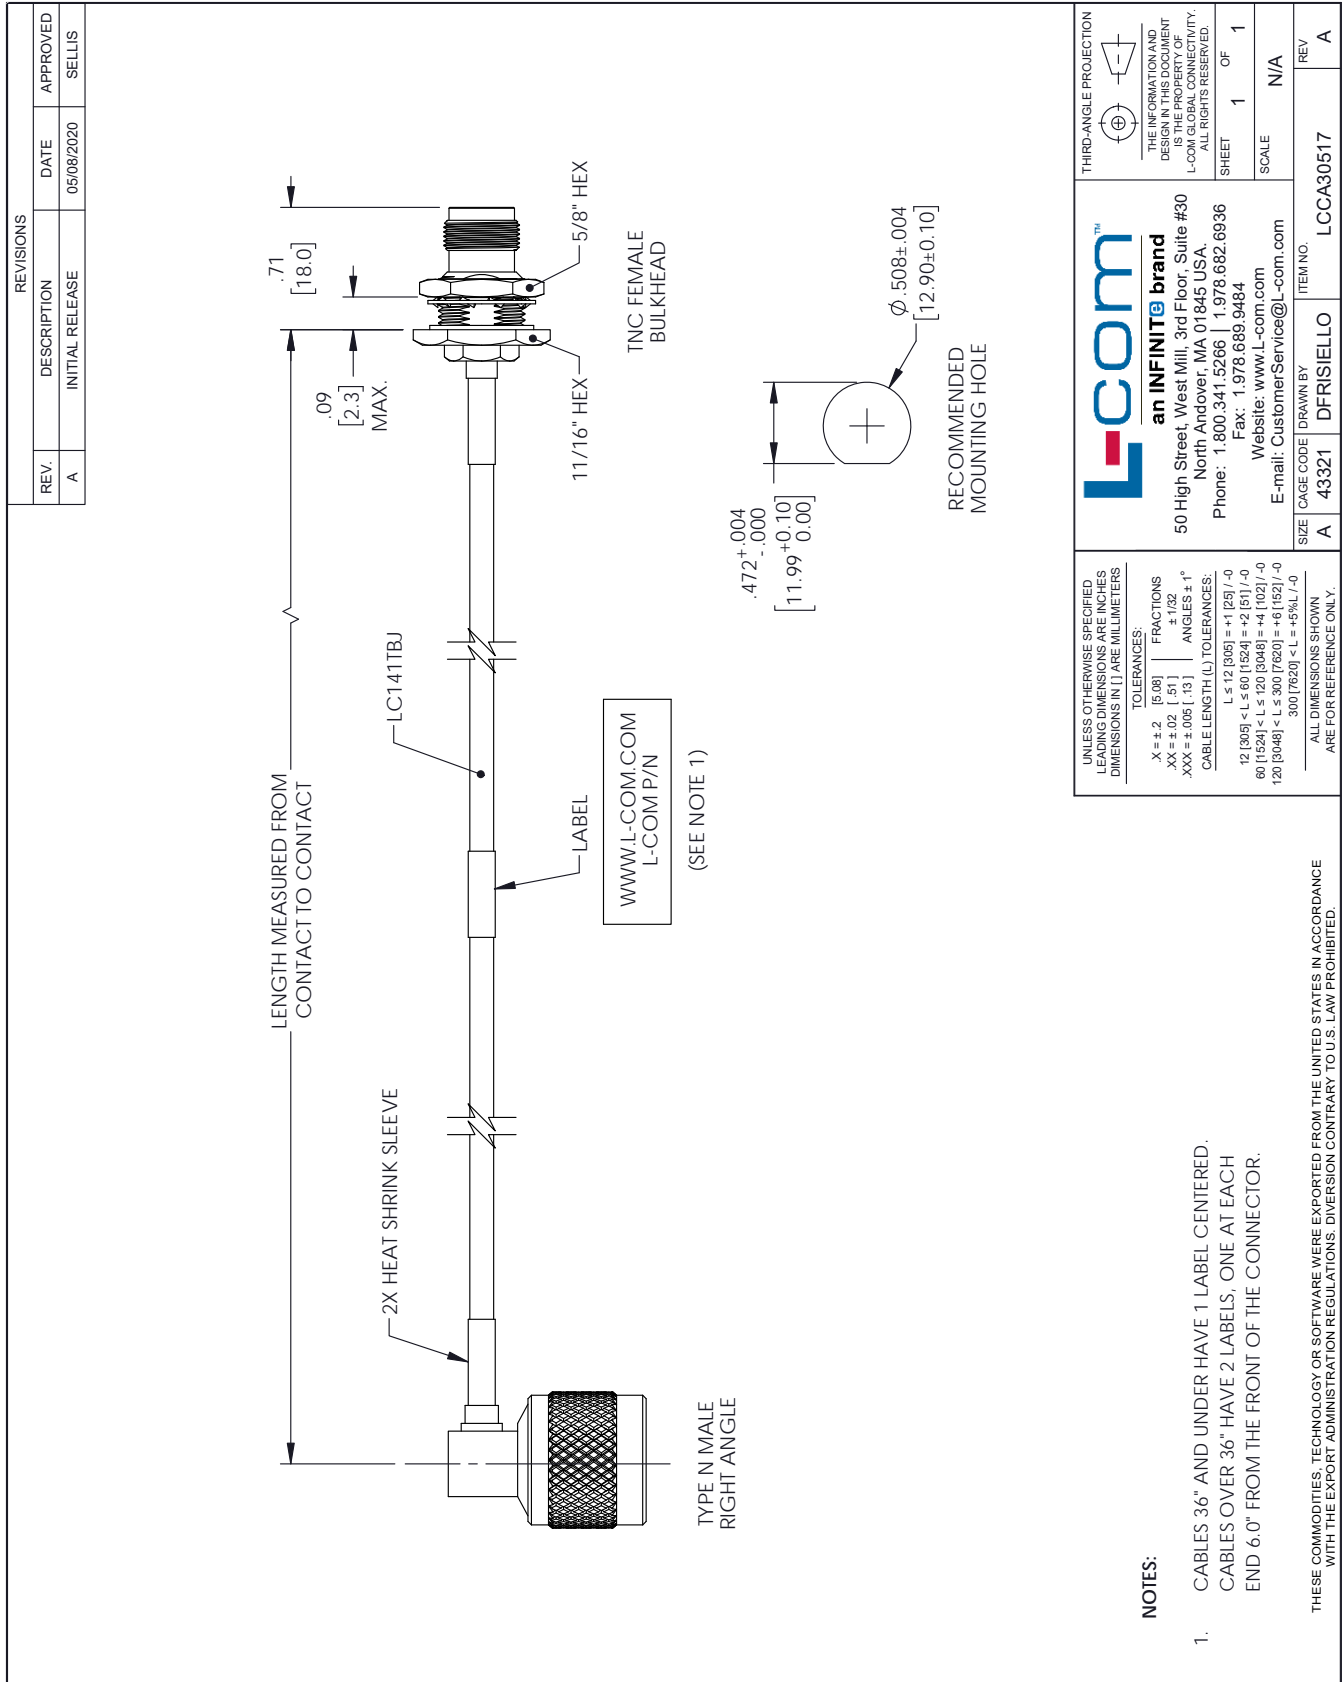 REVISIONS
REV.
DESCRIPTION
DATE
APPROVED
A
INITIAL RELEASE
05/08/2020
SELLIS
LENGTH MEASURED FROM
CONTACT TO CONTACT
.71
[18.0]
.09
[2.3]
MAX.
2X HEAT SHRINK SLEEVE
LC141TBJ
LABEL
WWW.L-COM.COM
L-COM P/N
(SEE NOTE 1)
11/16" HEX
5/8" HEX
TYPE N MALE
RIGHT ANGLE
TNC FEMALE
BULKHEAD
.472+.004
-.000
[11.99+0.10]
0.00
Ø.508±.004
[12.90±0.10]
RECOMMENDED
MOUNTING HOLE
NOTES:
1. CABLES 36" AND UNDER HAVE 1 LABEL CENTERED.
CABLES OVER 36" HAVE 2 LABELS, ONE AT EACH
END 6.0" FROM THE FRONT OF THE CONNECTOR.
THESE COMMODITIES, TECHNOLOGY OR SOFTWARE WERE EXPORTED FROM THE UNITED STATES IN ACCORDANCE
WITH THE EXPORT ADMINISTRATION REGULATIONS. DIVERSION CONTRARY TO U.S. LAW PROHIBITED.
UNLESS OTHERWISE SPECIFIED
LEADING DIMENSIONS ARE INCHES
DIMENSIONS IN [ ] ARE MILLIMETERS
TOLERANCES:
.X = ±.2 [5.08]
FRACTIONS
.XX = ±.02 [.51]
± 1/32
.XXX = ±.005 [.13]
ANGLES ± 1°
CABLE LENGTH (L) TOLERANCES:
L ≤ 12 [305] = +1 [25] / -0
12 [305] < L ≤ 60 [1524] = +2 [51] / -0
60 [1524] < L ≤ 120 [3048] = +4 [102] / -0
120 [3048] < L ≤ 300 [7620] = +6 [152] / -0
300 [7620] < L = +5%L / -0
ALL DIMENSIONS SHOWN
ARE FOR REFERENCE ONLY.
L-com™
an INFINITe brand
50 High Street, West Mill, 3rd Floor, Suite #30
North Andover, MA 01845 USA.
Phone: 1.800.341.5266 | 1.978.682.6936
Fax: 1.978.689.9484
Website: www.L-com.com
E-mail: CustomerService@L-com.com
THIRD-ANGLE PROJECTION
THE INFORMATION AND
DESIGN IN THIS DOCUMENT
IS THE PROPERTY OF
L-COM GLOBAL CONNECTIVITY.
ALL RIGHTS RESERVED.
SHEET
1 OF 1
SCALE
N/A
SIZE
A
CAGE CODE
43321
DRAWN BY
DFRISIELLO
ITEM NO.
LCCA30517
REV
A